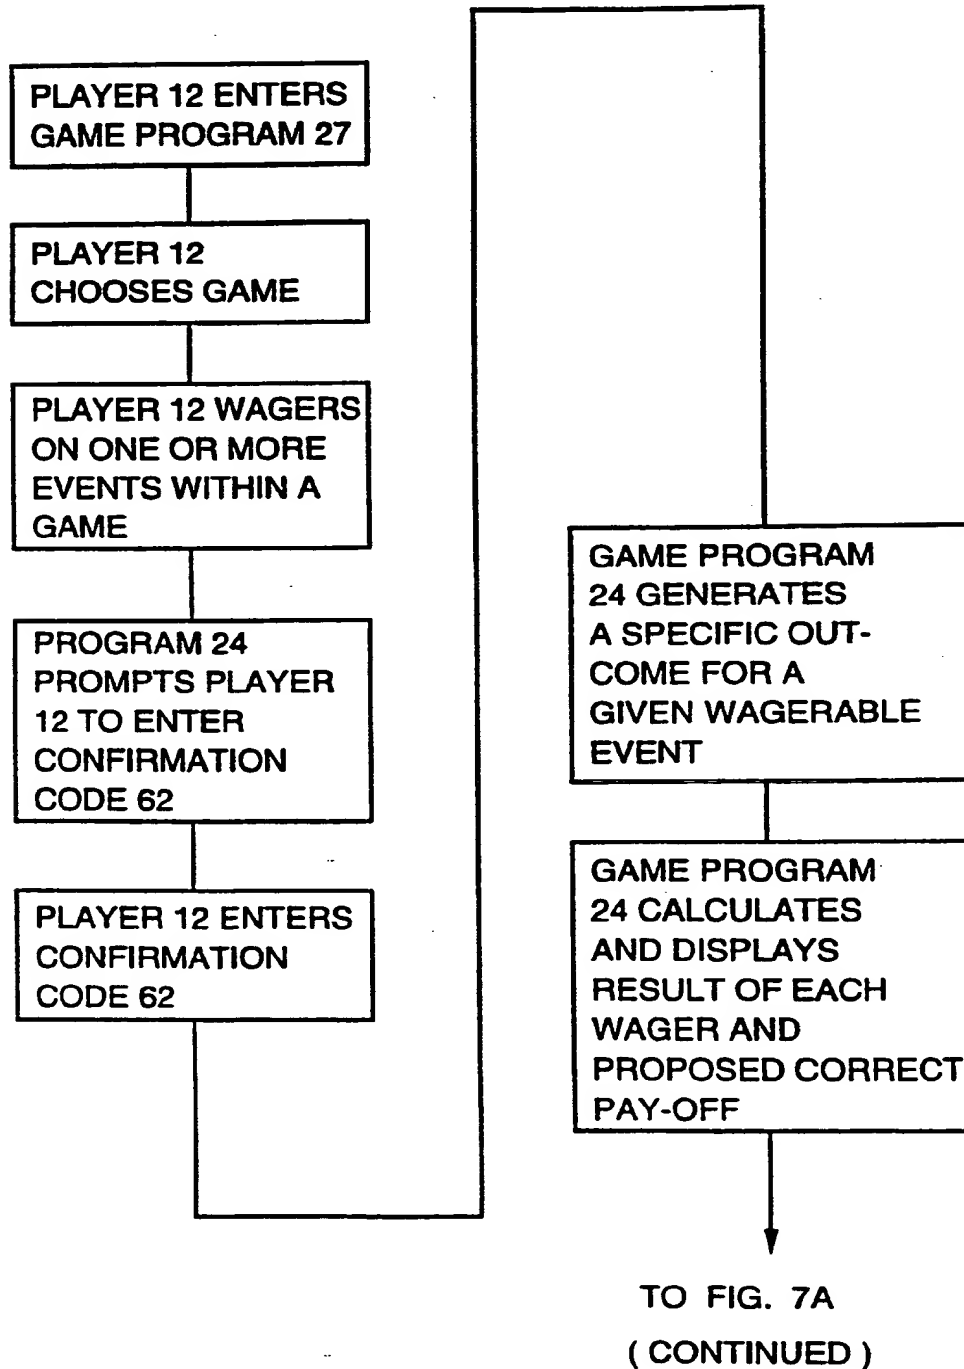 PLAYER 12 ENTERS
GAME PROGRAM 27
PLAYER 12
CHOOSES GAME
PLAYER 12 WAGERS
ON ONE OR MORE
EVENTS WITHIN A
GAME
PROGRAM 24
PROMPTS PLAYER
12 TO ENTER
CONFIRMATION
CODE 62
PLAYER 12 ENTERS
CONFIRMATION
CODE 62
GAME PROGRAM
24 GENERATES
A SPECIFIC OUT-
COME FOR A
GIVEN WAGERABLE
EVENT
GAME PROGRAM
24 CALCULATES
AND DISPLAYS
RESULT OF EACH
WAGER AND
PROPOSED CORRECT
PAY-OFF
TO FIG. 7A
( CONTINUED )